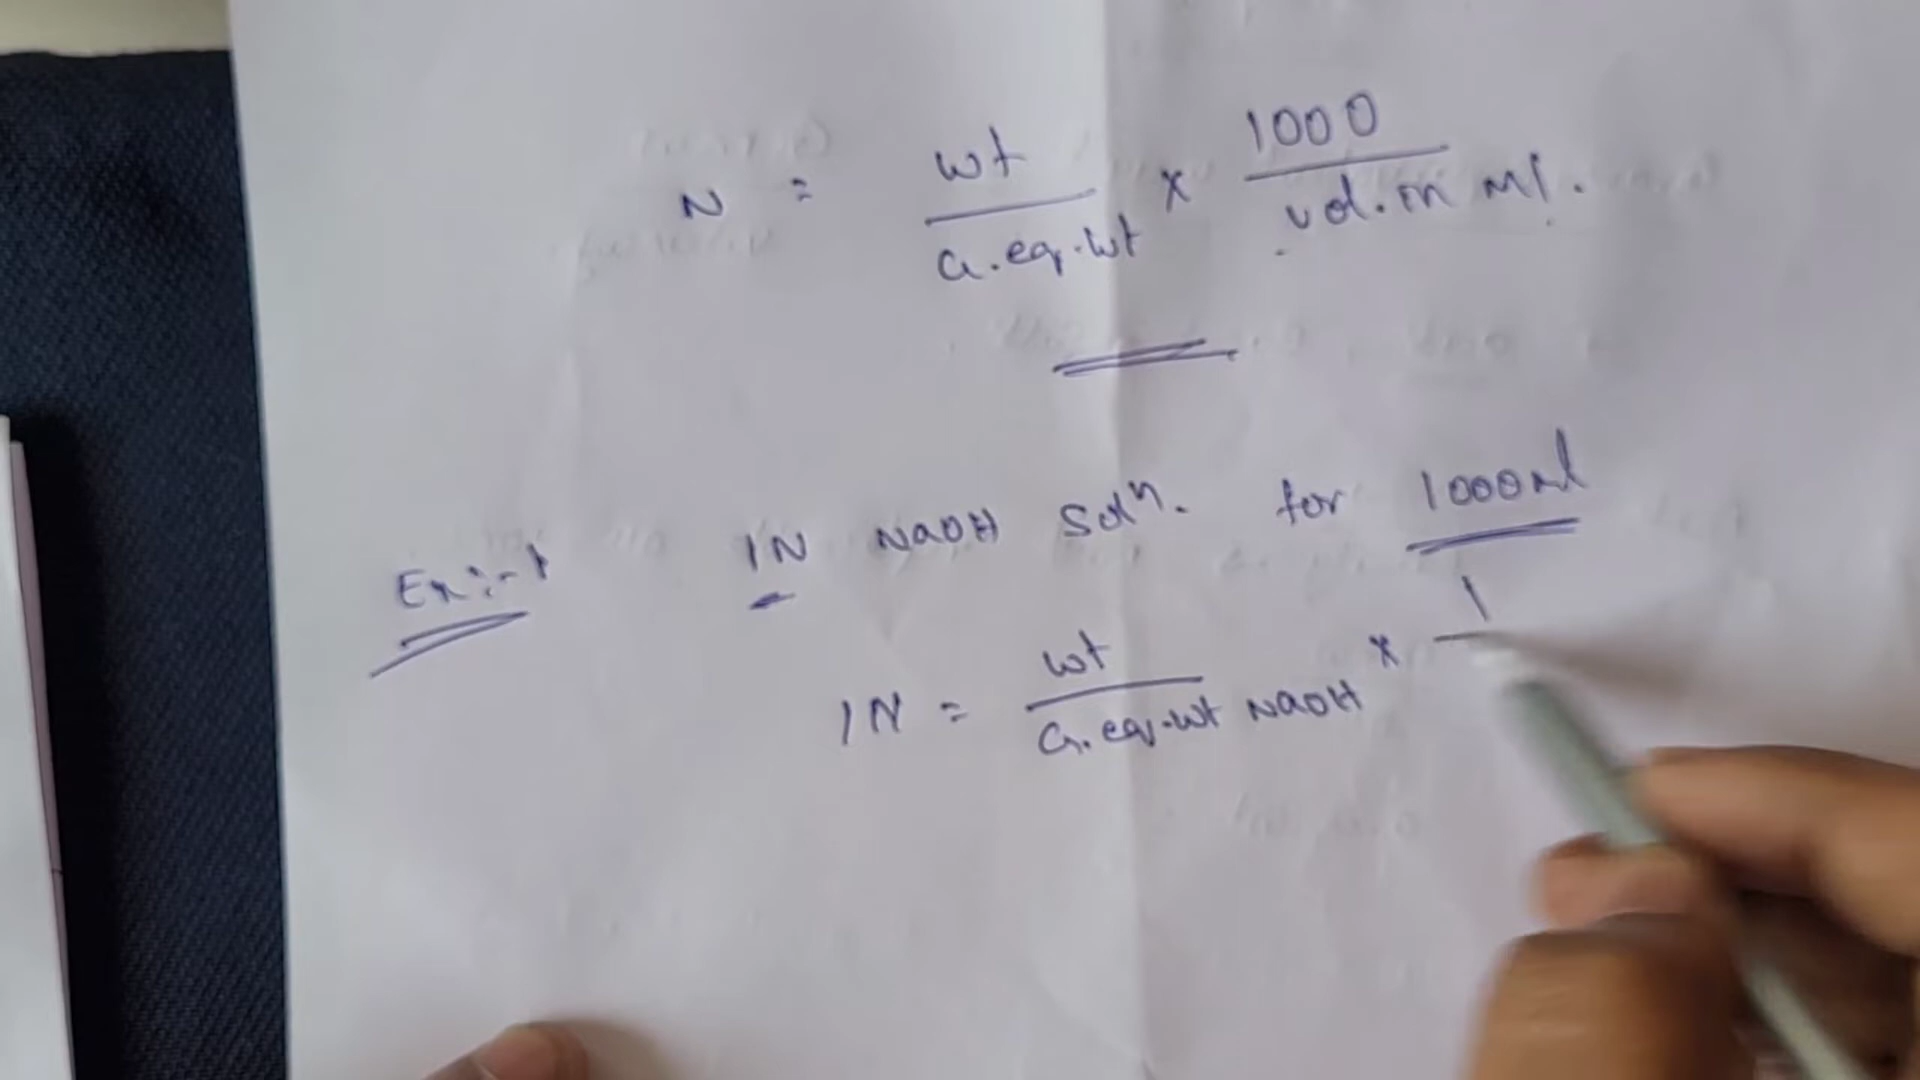 N = wt / G.eq.wt x 1000 / vol.in ml.
Ex:-1 1N NaOH Solⁿ. for 1000ml
1N = wt / G.eq.wt NaOH x 1